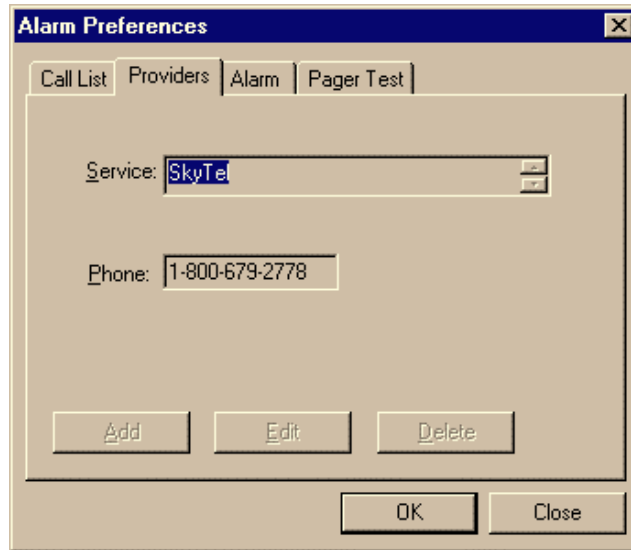 Alarm Preferences
Call List Providers Alarm Pager Test
Service: SkyTel
Phone: 1-800-679-2778
Add Edit Delete
OK Close